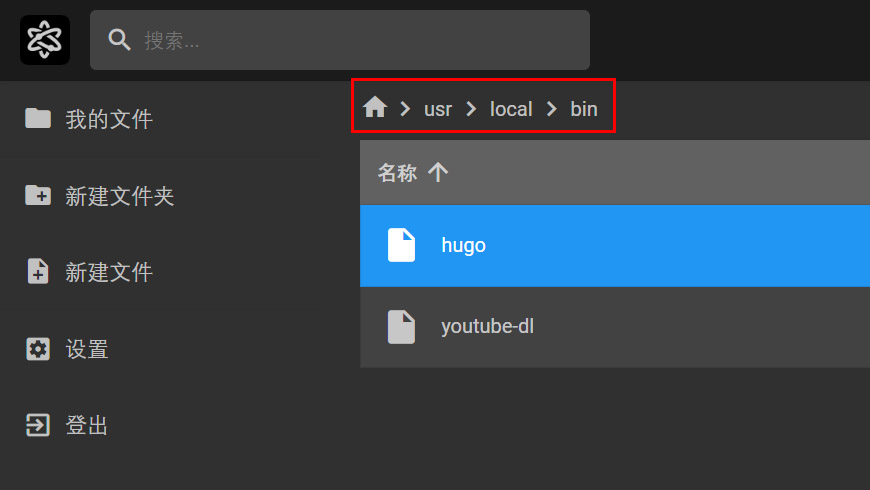 搜索...
我的文件
新建文件夹
新建文件
设置
登出
usr local bin
名称
hugo
youtube-dl